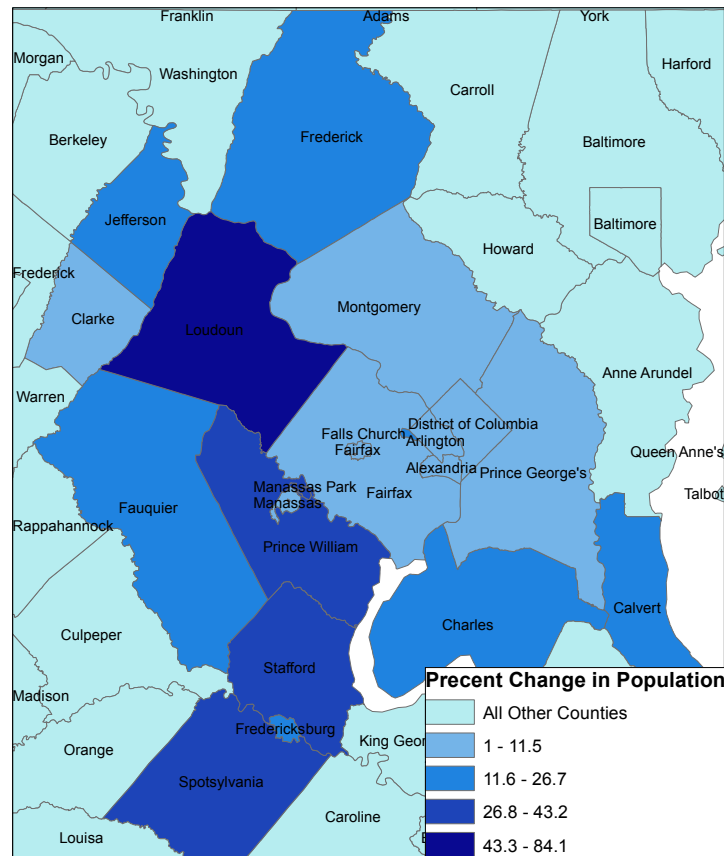 Franklin
Adams
York
Morgan
Washington
Harford
Carroll
Berkeley
Frederick
Baltimore
Jefferson
Baltimore
Howard
Frederick
Montgomery
Clarke
Loudoun
Anne Arundel
Warren
District of Columbia
Falls Church
Arlington
Fairfax
Queen Anne's
Alexandria
Prince George's
Manassas Park
Fairfax
Talbot
Manassas
Fauquier
Rappahannock
Prince William
Calvert
Charles
Culpeper
Stafford
Madison
Fredericksburg
Orange
King Geor
Spotsylvania
Caroline
Louisa
Precent Change in Population
All Other Counties
1 - 11.5
11.6 - 26.7
26.8 - 43.2
43.3 - 84.1